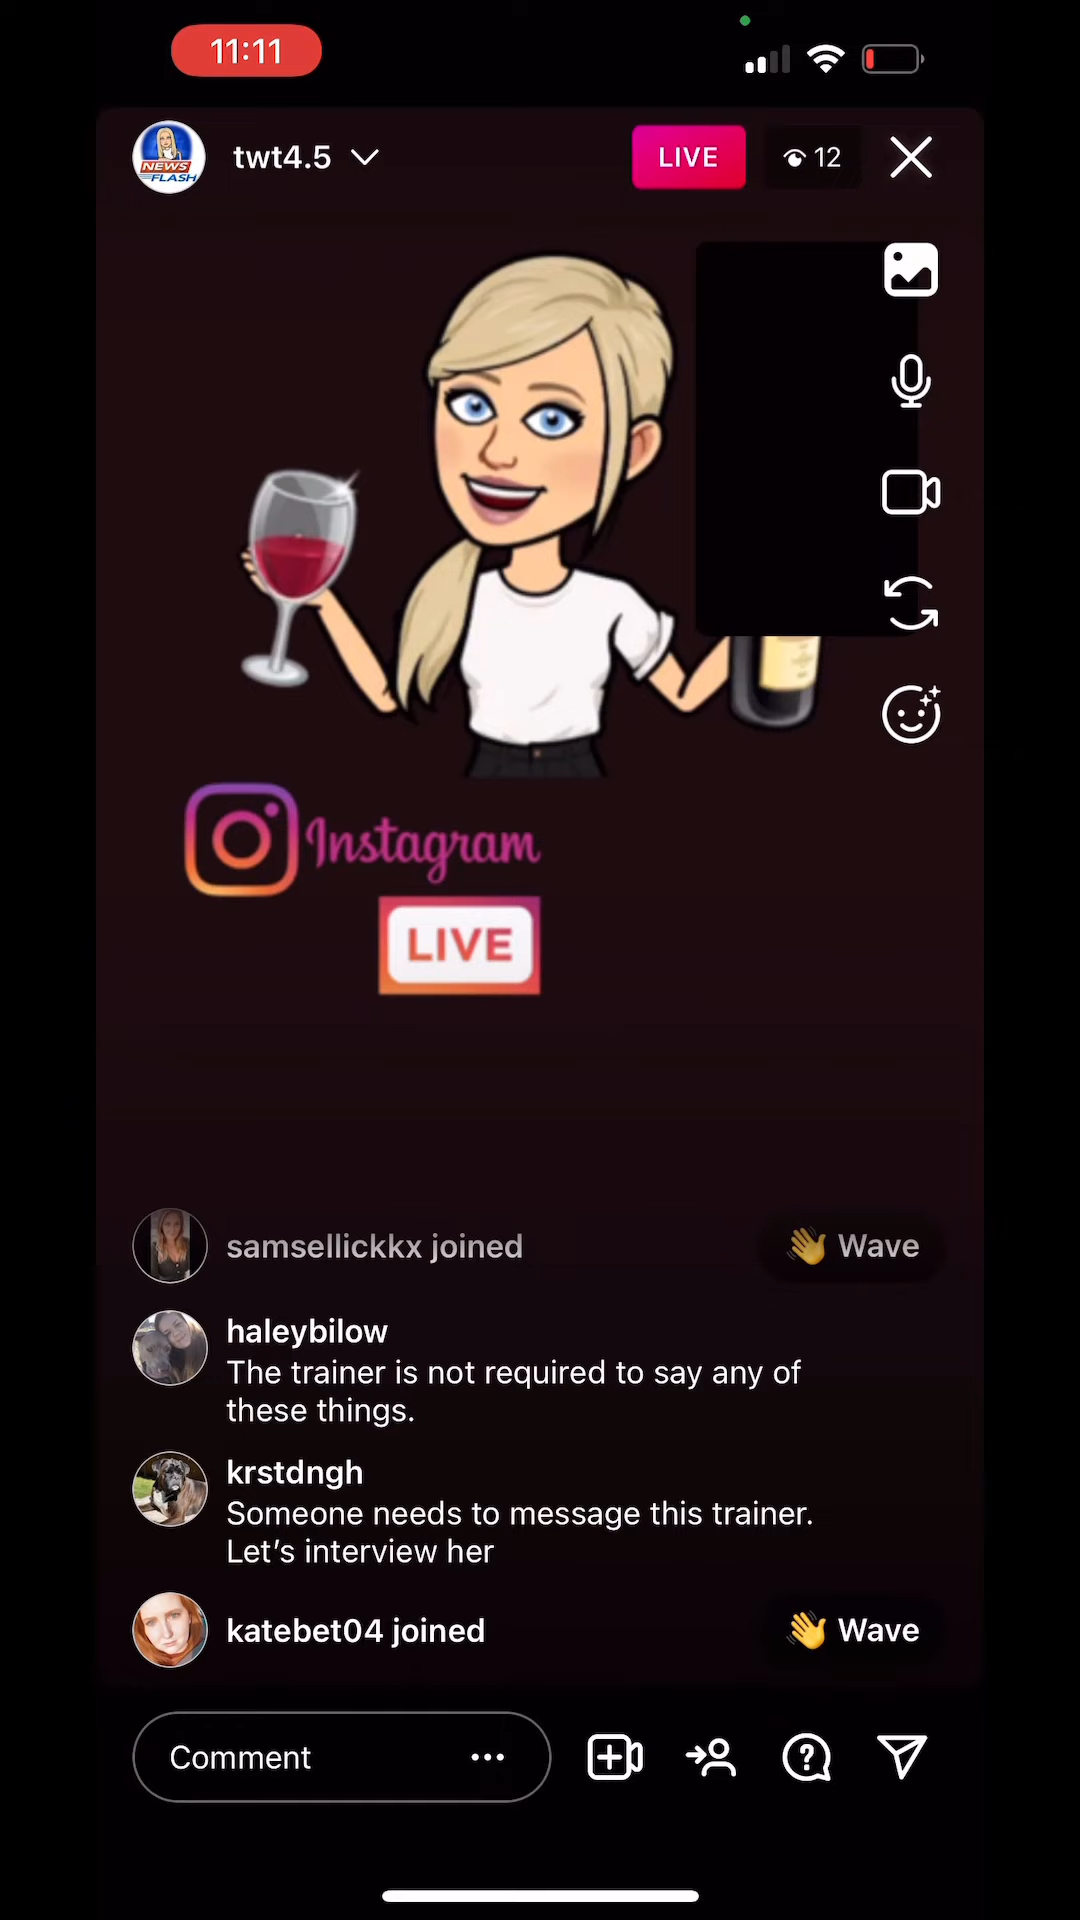 11:11
NEWS
FLASH
twt4.5
LIVE
12
Instagram
LIVE
samsellickkx joined
👋 Wave
haleybilow
The trainer is not required to say any of
these things.
krstdngh
Someone needs to message this trainer.
Let's interview her
katebet04 joined
👋 Wave
Comment